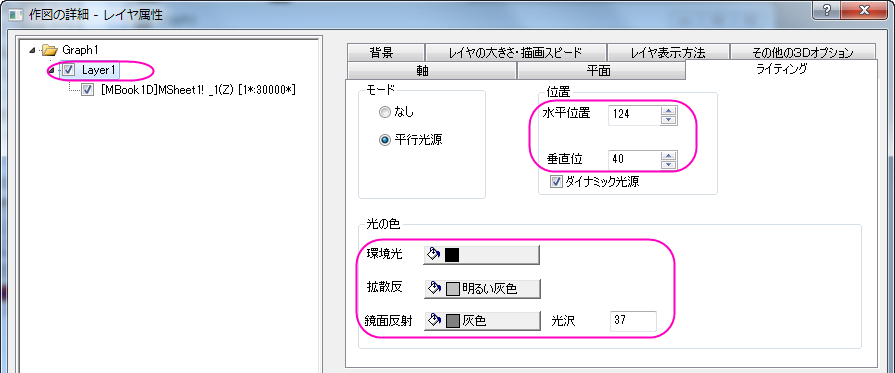 作図の詳細 - レイヤ属性
Graph1
Layer1
[MBook1D]MSheet1! _1(Z) [1*:30000*]
背景 レイヤの大きさ・描画スピード レイヤ表示方法 その他の3Dオプション
軸 平面 ライティング
モード
なし
平行光源
位置
水平位置 124
垂直位 40
ダイナミック光源
光の色
環境光
拡散反 明るい灰色
鏡面反射 灰色 光沢 37